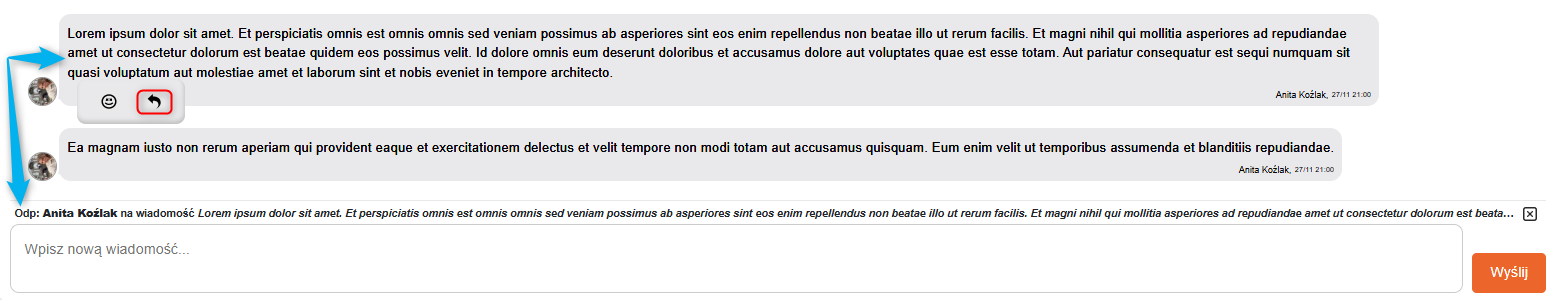 Lorem ipsum dolor sit amet. Et perspiciatis omnis est omnis omnis sed veniam possimus ab asperiores sint eos enim repellendus non beatae illo ut rerum facilis. Et magni nihil qui mollitia asperiores ad repudiandae
amet ut consectetur dolorum est beatae quidem eos possimus velit. Id dolore omnis eum deserunt doloribus et accusamus dolore aut voluptates quae est esse totam. Aut pariatur consequatur est sequi numquam sit
quasi voluptatum aut molestiae amet et laborum sint et nobis eveniet in tempore architecto.
Anita Koźlak, 27/11 21:00
Ea magnam iusto non rerum aperiam qui provident eaque et exercitationem delectus et velit tempore non modi totam aut accusamus quisquam. Eum enim velit ut temporibus assumenda et blanditiis repudiandae.
Anita Koźlak, 27/11 21:00
Odp: Anita Koźlak na wiadomość Lorem ipsum dolor sit amet. Et perspiciatis omnis est omnis omnis sed veniam possimus ab asperiores sint eos enim repellendus non beatae illo ut rerum facilis. Et magni nihil qui mollitia asperiores ad repudiandae amet ut consectetur dolorum est beata...
Wpisz nową wiadomość...
Wyślij